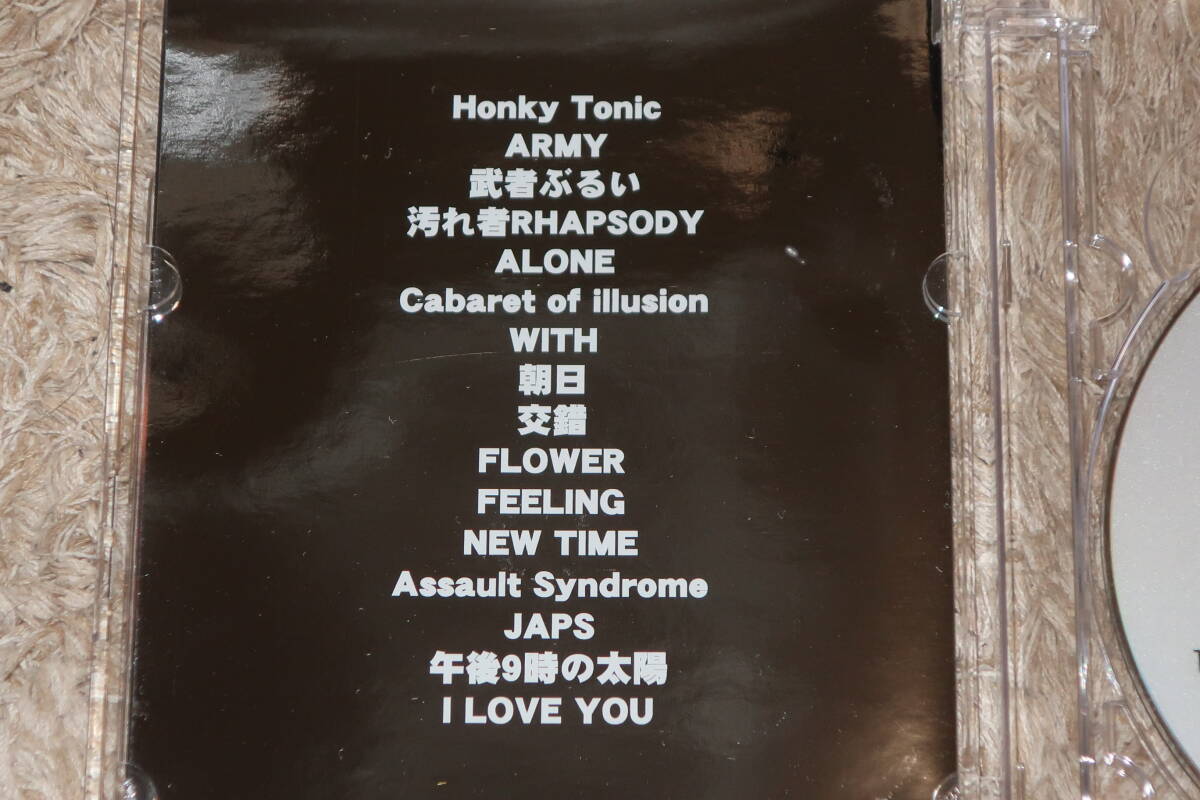 Honky Tonic
ARMY
武者ぶるい
汚れ者RHAPSODY
ALONE
Cabaret of illusion
WITH
朝日
交錯
FLOWER
FEELING
NEW TIME
Assault Syndrome
JAPS
午後9時の太陽
I LOVE YOU